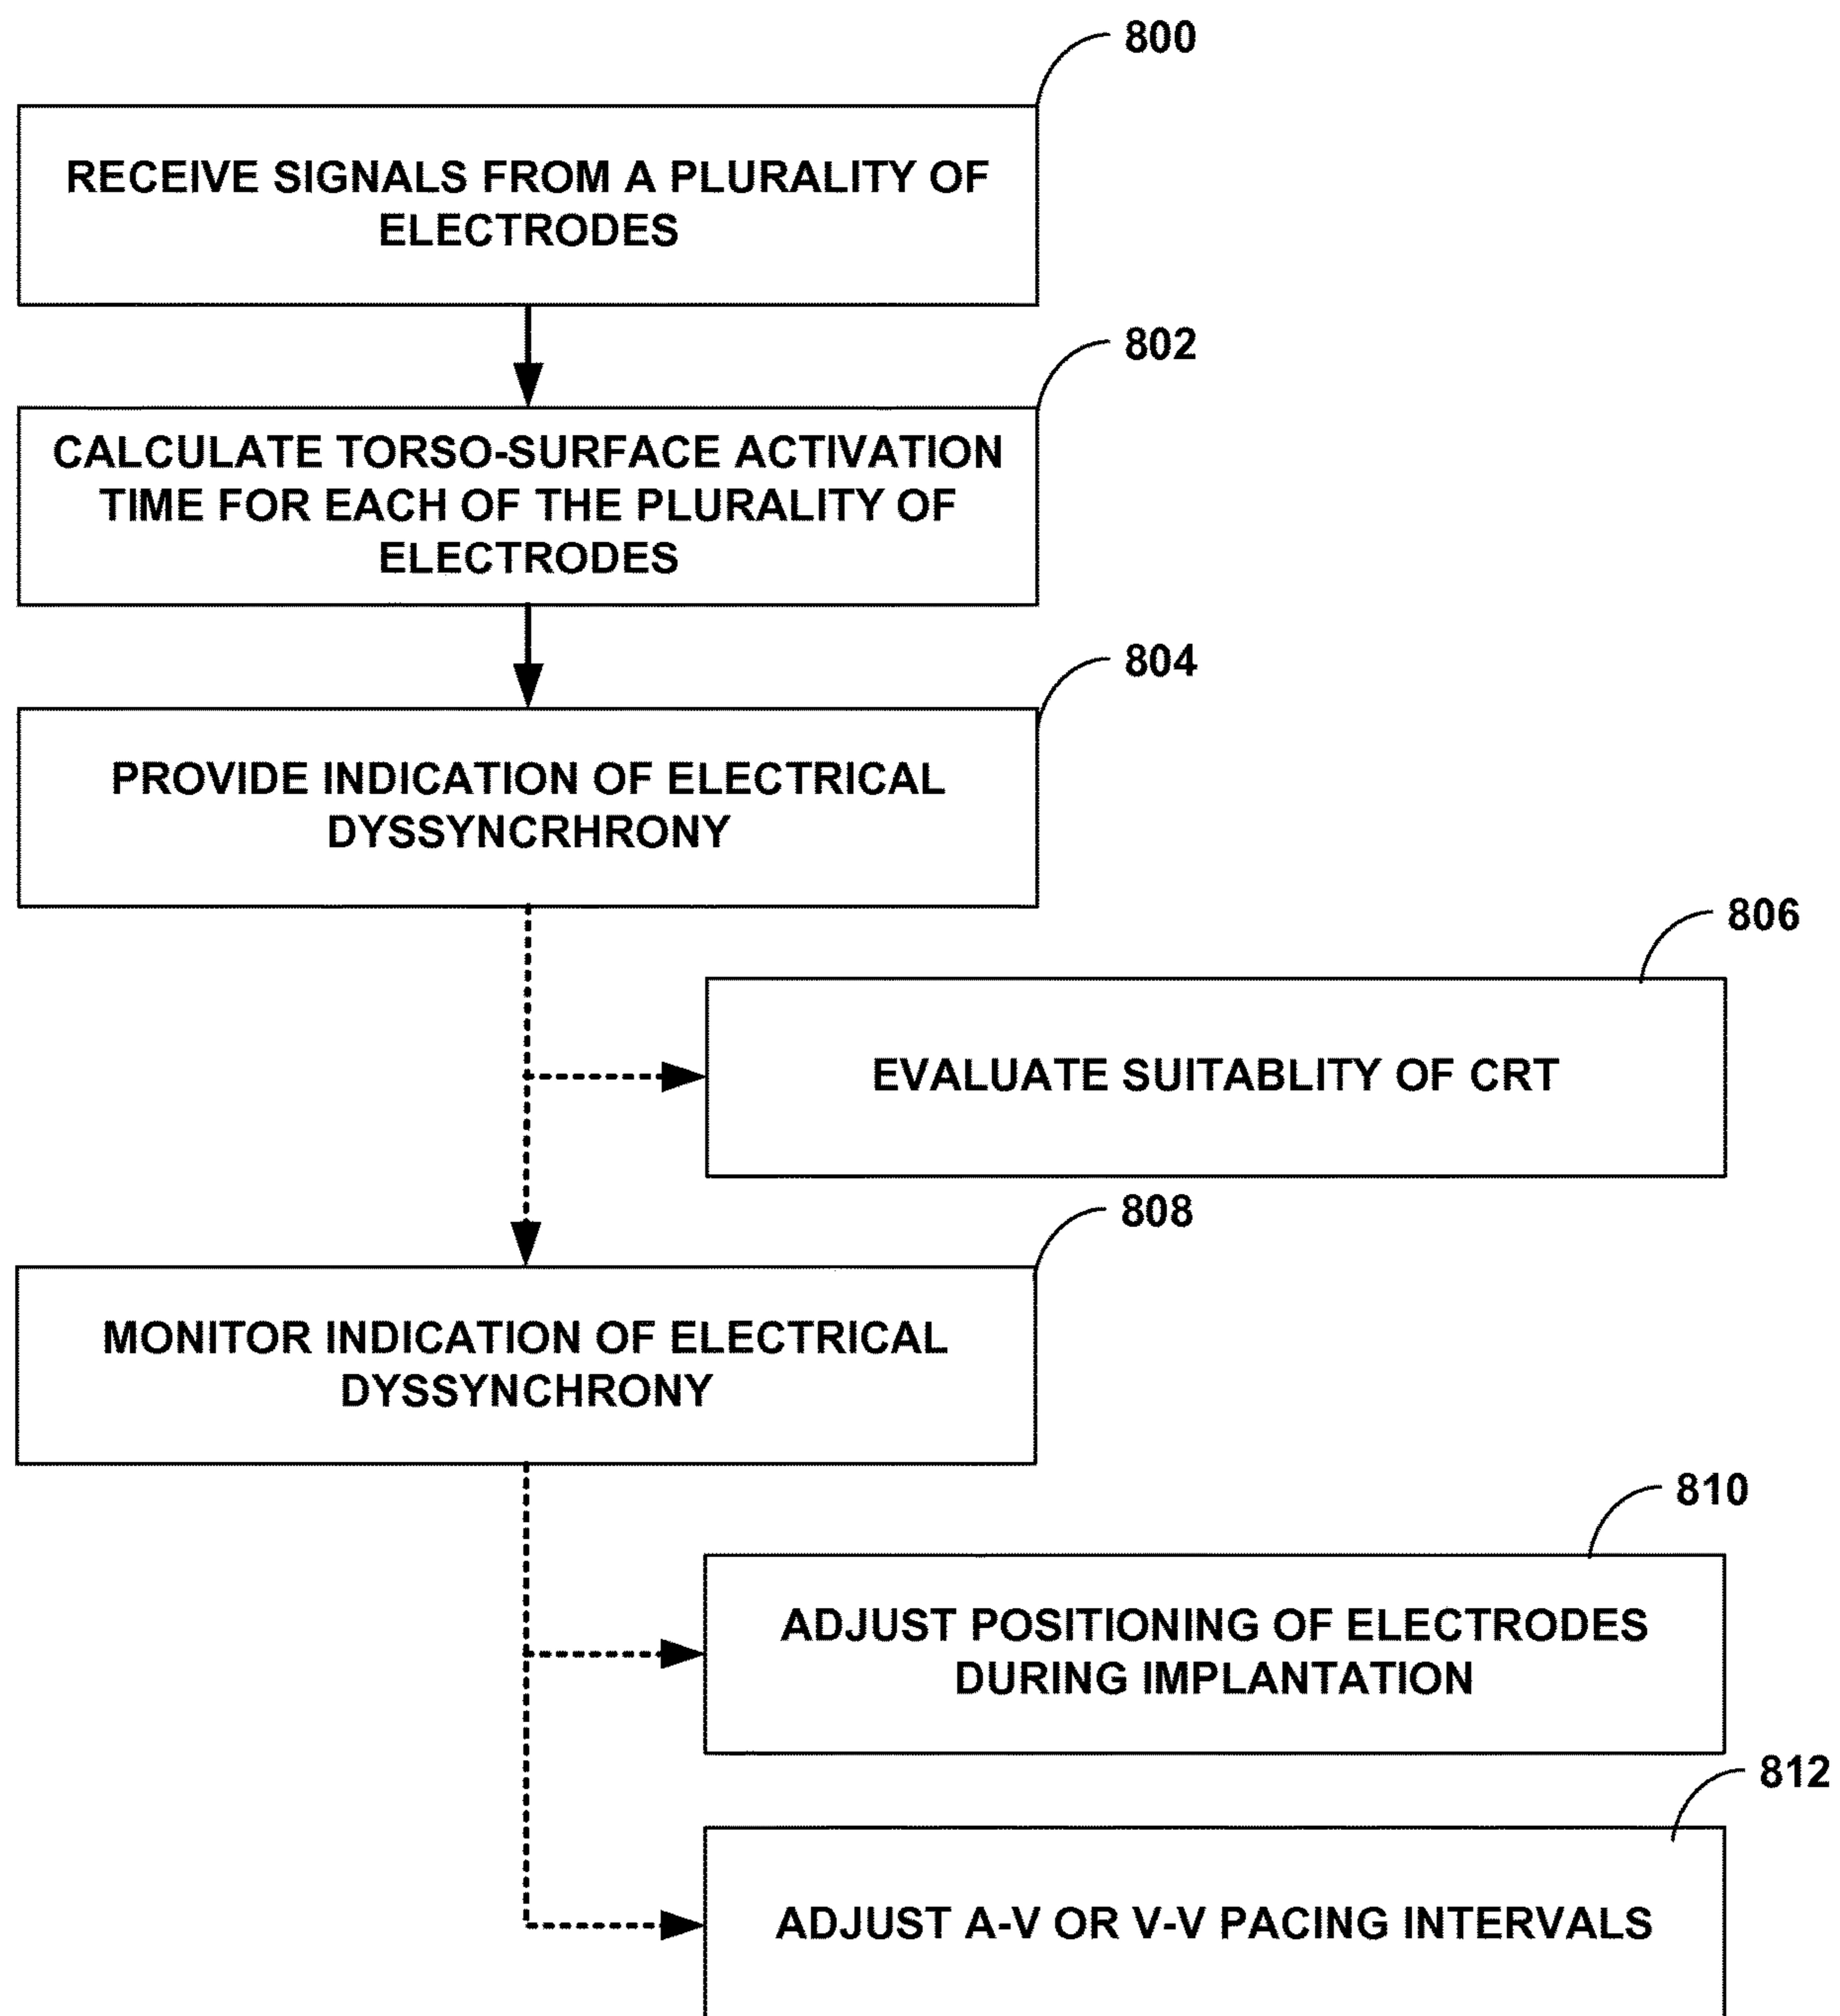 800
RECEIVE SIGNALS FROM A PLURALITY OF
ELECTRODES
802
CALCULATE TORSO-SURFACE ACTIVATION
TIME FOR EACH OF THE PLURALITY OF
ELECTRODES
804
PROVIDE INDICATION OF ELECTRICAL
DYSSYNCRHRONY
806
EVALUATE SUITABLITY OF CRT
808
MONITOR INDICATION OF ELECTRICAL
DYSSYNCHRONY
810
ADJUST POSITIONING OF ELECTRODES
DURING IMPLANTATION
812
ADJUST A-V OR V-V PACING INTERVALS